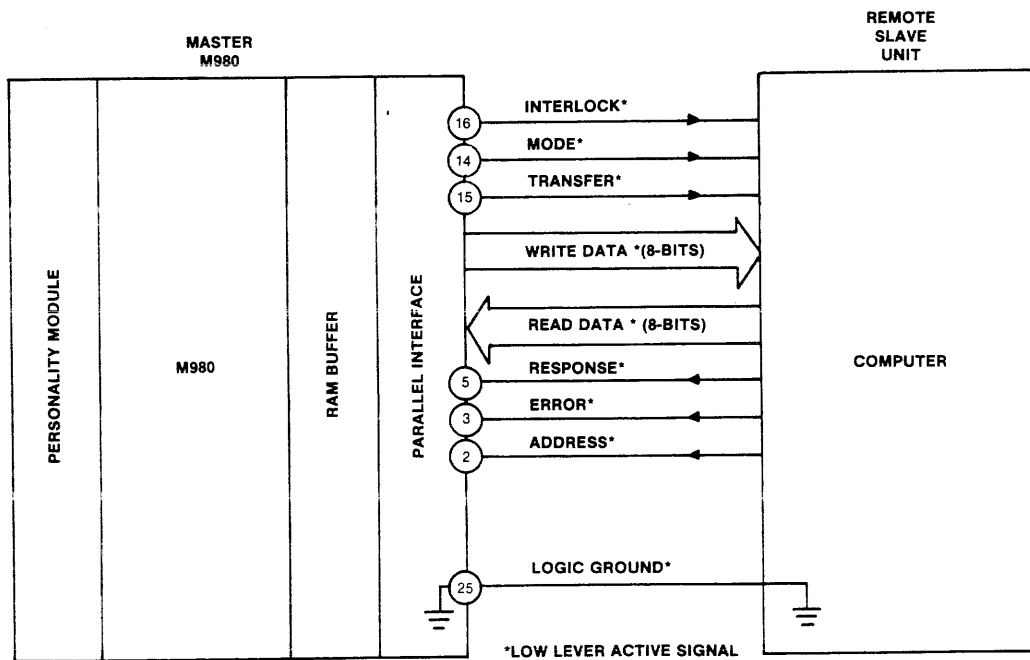 MASTER
M980
REMOTE
SLAVE
UNIT
PERSONALITY MODULE
M980
RAM BUFFER
PARALLEL INTERFACE
16
INTERLOCK*
14
MODE*
15
TRANSFER*
WRITE DATA *(8-BITS)
READ DATA * (8-BITS)
5
RESPONSE*
3
ERROR*
2
ADDRESS*
COMPUTER
25
LOGIC GROUND*
*LOW LEVER ACTIVE SIGNAL